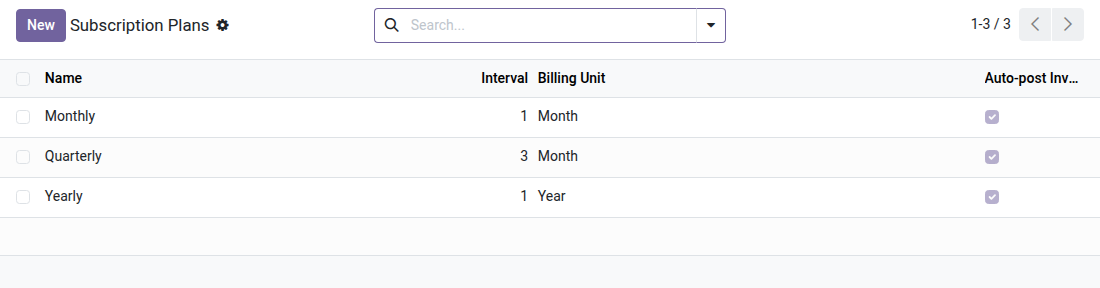 New Subscription Plans Search... 1-3 / 3
Name Interval Billing Unit Auto-post Inv...
Monthly 1 Month
Quarterly 3 Month
Yearly 1 Year